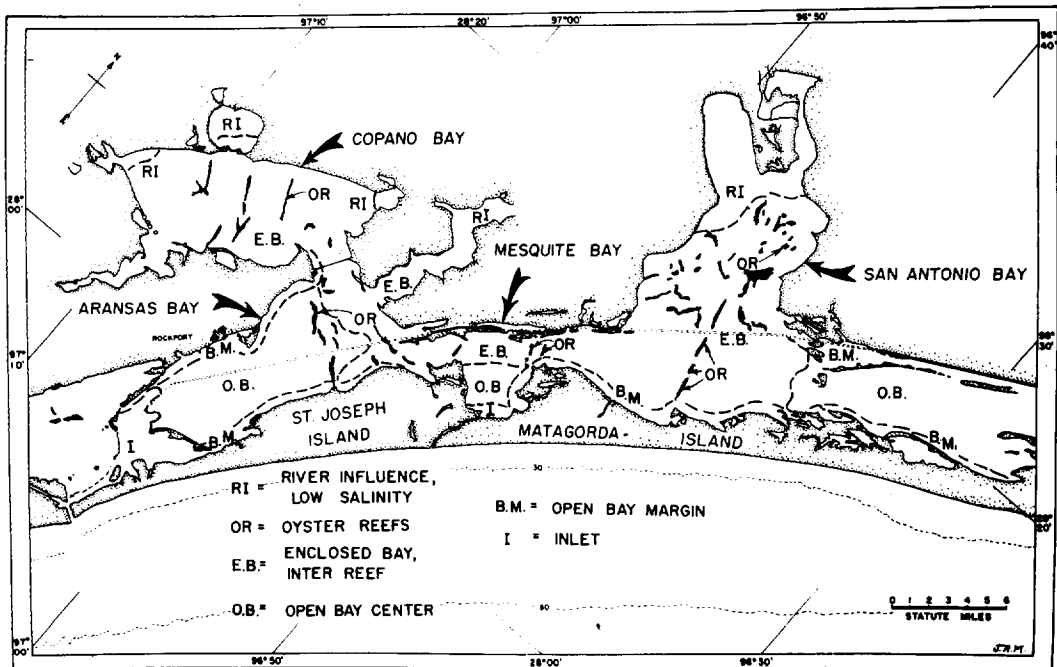 97°10'
28°20'
97°00'
96°50'
96°
40'
N
RI
COPANO BAY
RI
OR
RI
RI
RI
28°
00'
E.B.
MESQUITE BAY
OR
SAN ANTONIO BAY
ARANSAS BAY
E.B.
OR
ROCKPORT
B.M.
E.B.
OR
E.B.
B.M.
30'
97°
10'
O.B.
O.B.
OR
O.B.
I
B.M.
ST. JOSEPH
ISLAND
I
MATAGORDA
ISLAND
B.M.
B.M.
30
20'
RI = RIVER INFLUENCE,
LOW SALINITY
OR = OYSTER REEFS
E.B.= ENCLOSED BAY,
INTER REEF
O.B.= OPEN BAY CENTER
B.M.= OPEN BAY MARGIN
I = INLET
0 1 2 3 4 5 6
STATUTE MILES
97°
00'
96°50'
28°00'
96°30'
J.R.M.